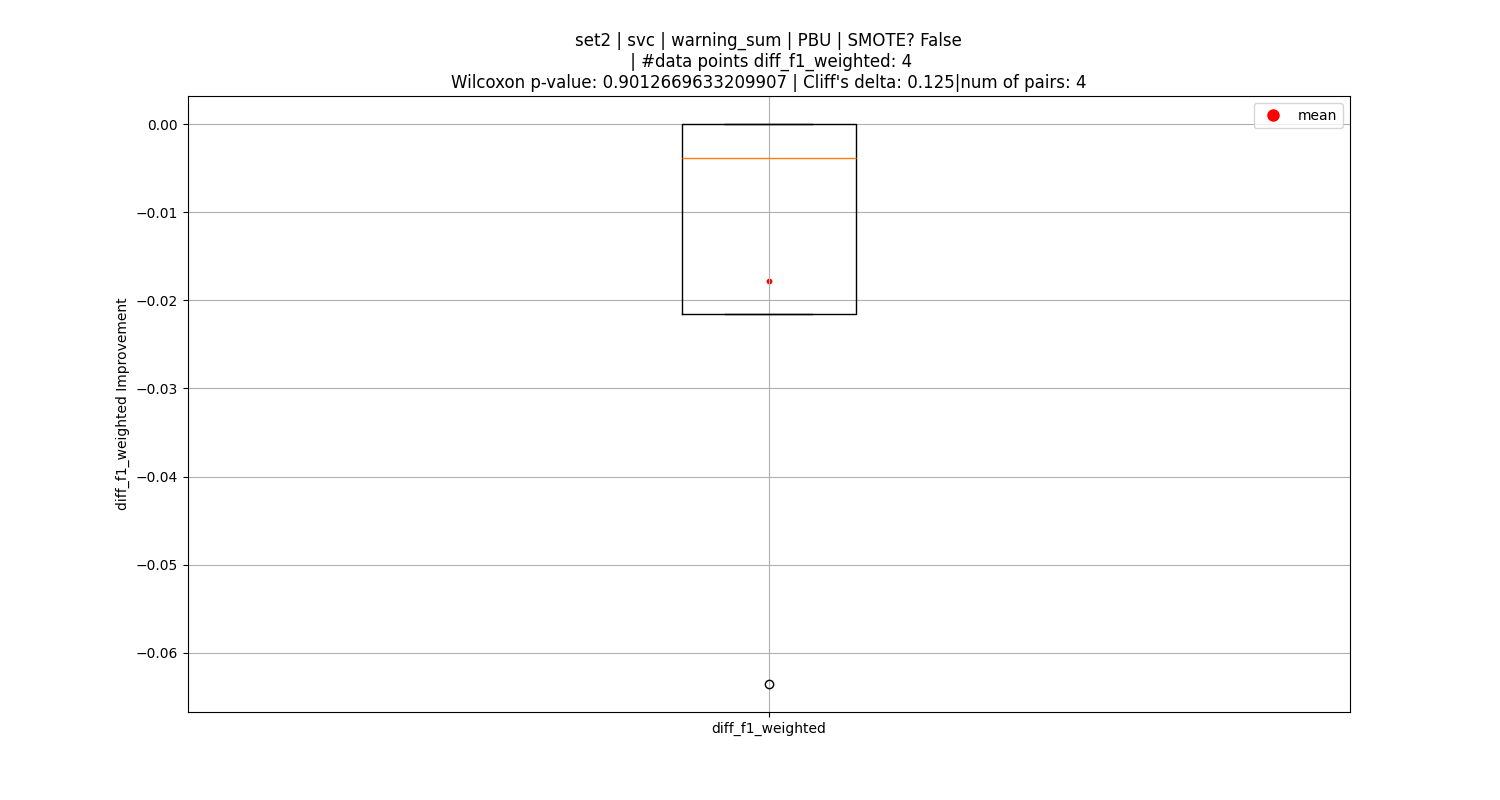 set2 | svc | warning_sum | PBU | SMOTE? False
| #data points diff_f1_weighted: 4
Wilcoxon p-value: 0.9012669633209907 | Cliff's delta: 0.125|num of pairs: 4
mean
0.00
−0.01
−0.02
−0.03
−0.04
−0.05
−0.06
diff_f1_weighted Improvement
diff_f1_weighted